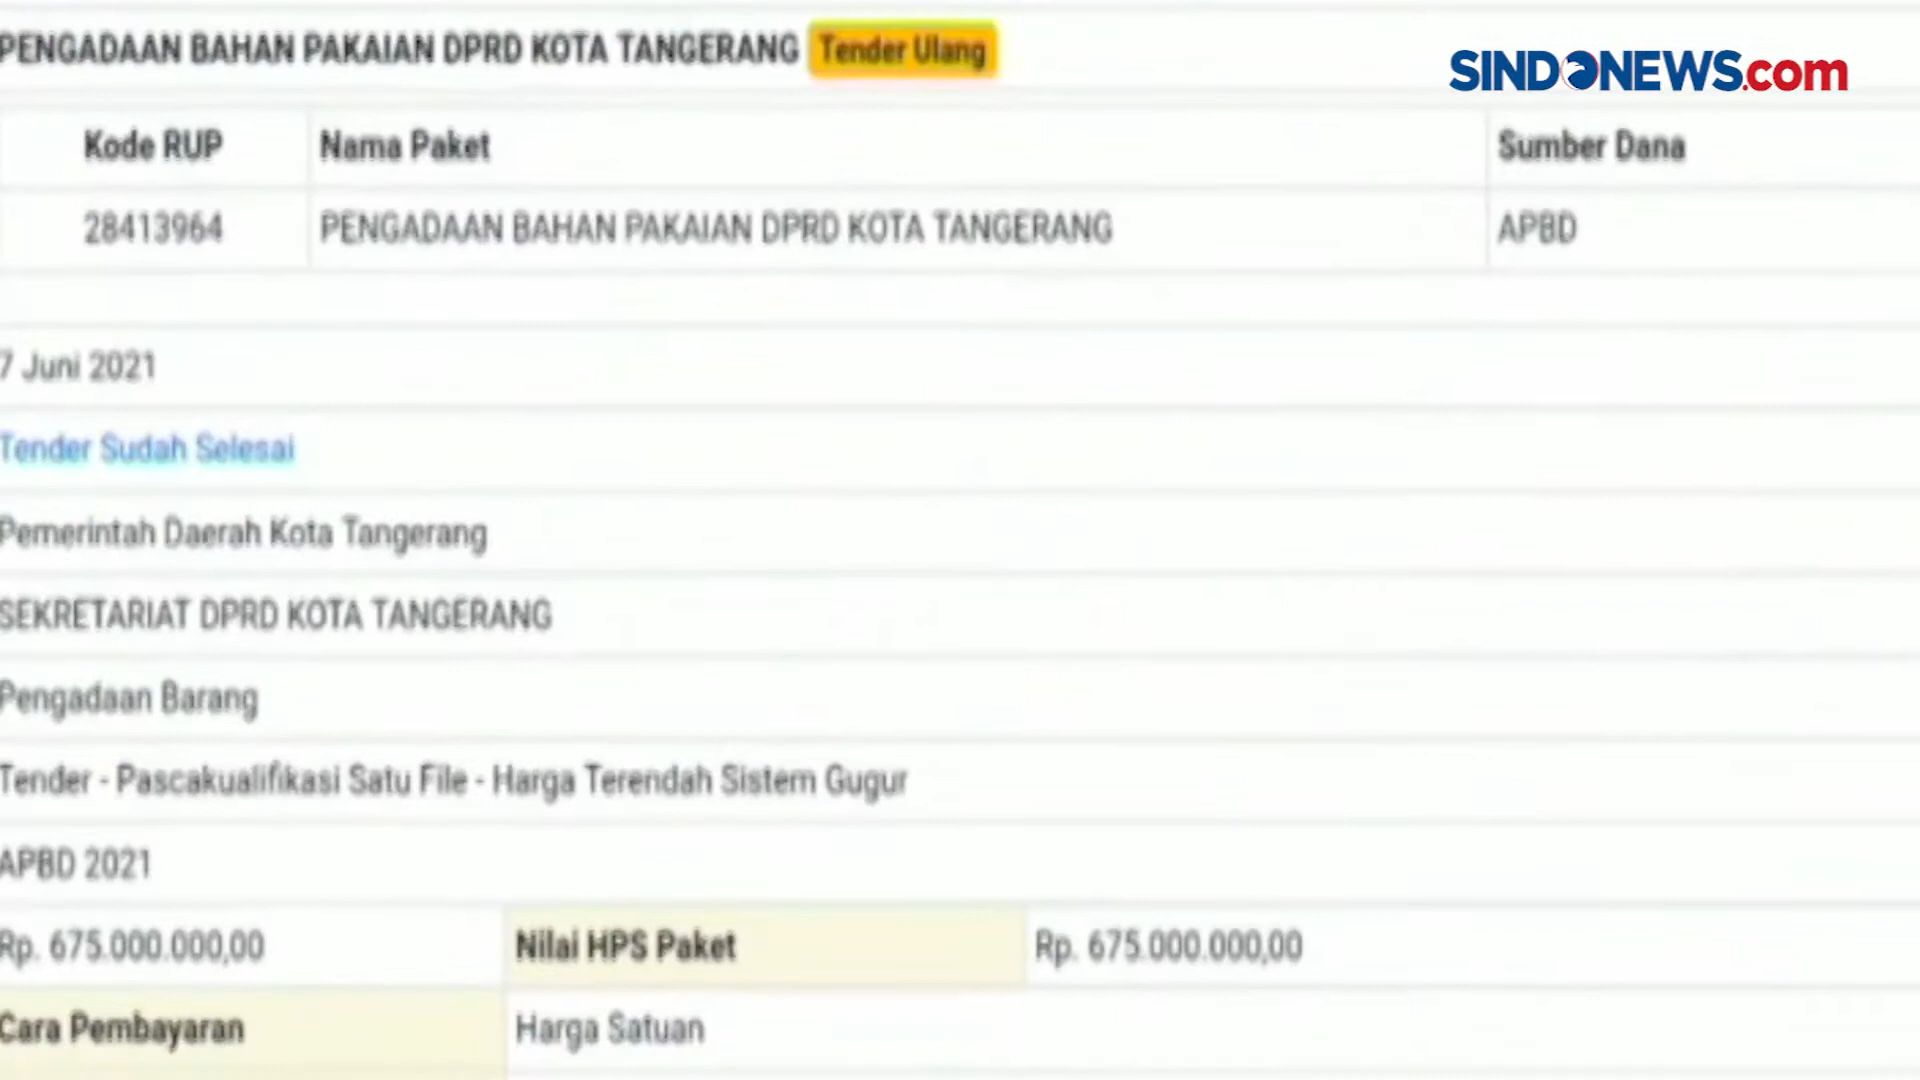 PENGADAAN BAHAN PAKAIAN DPRD KOTA TANGERANG Tender Ulang
SINDONEWS.com
Kode RUP Nama Paket Sumber Dana
28413964 PENGADAAN BAHAN PAKAIAN DPRD KOTA TANGERANG APBD
7 Juni 2021
Tender Sudah Selesai
Pemerintah Daerah Kota Tangerang
SEKRETARIAT DPRD KOTA TANGERANG
Pengadaan Barang
Tender - Pascakualifikasi Satu File - Harga Terendah Sistem Gugur
APBD 2021
Rp. 675.000.000,00 Nilai HPS Paket Rp. 675.000.000,00
Cara Pembayaran Harga Satuan